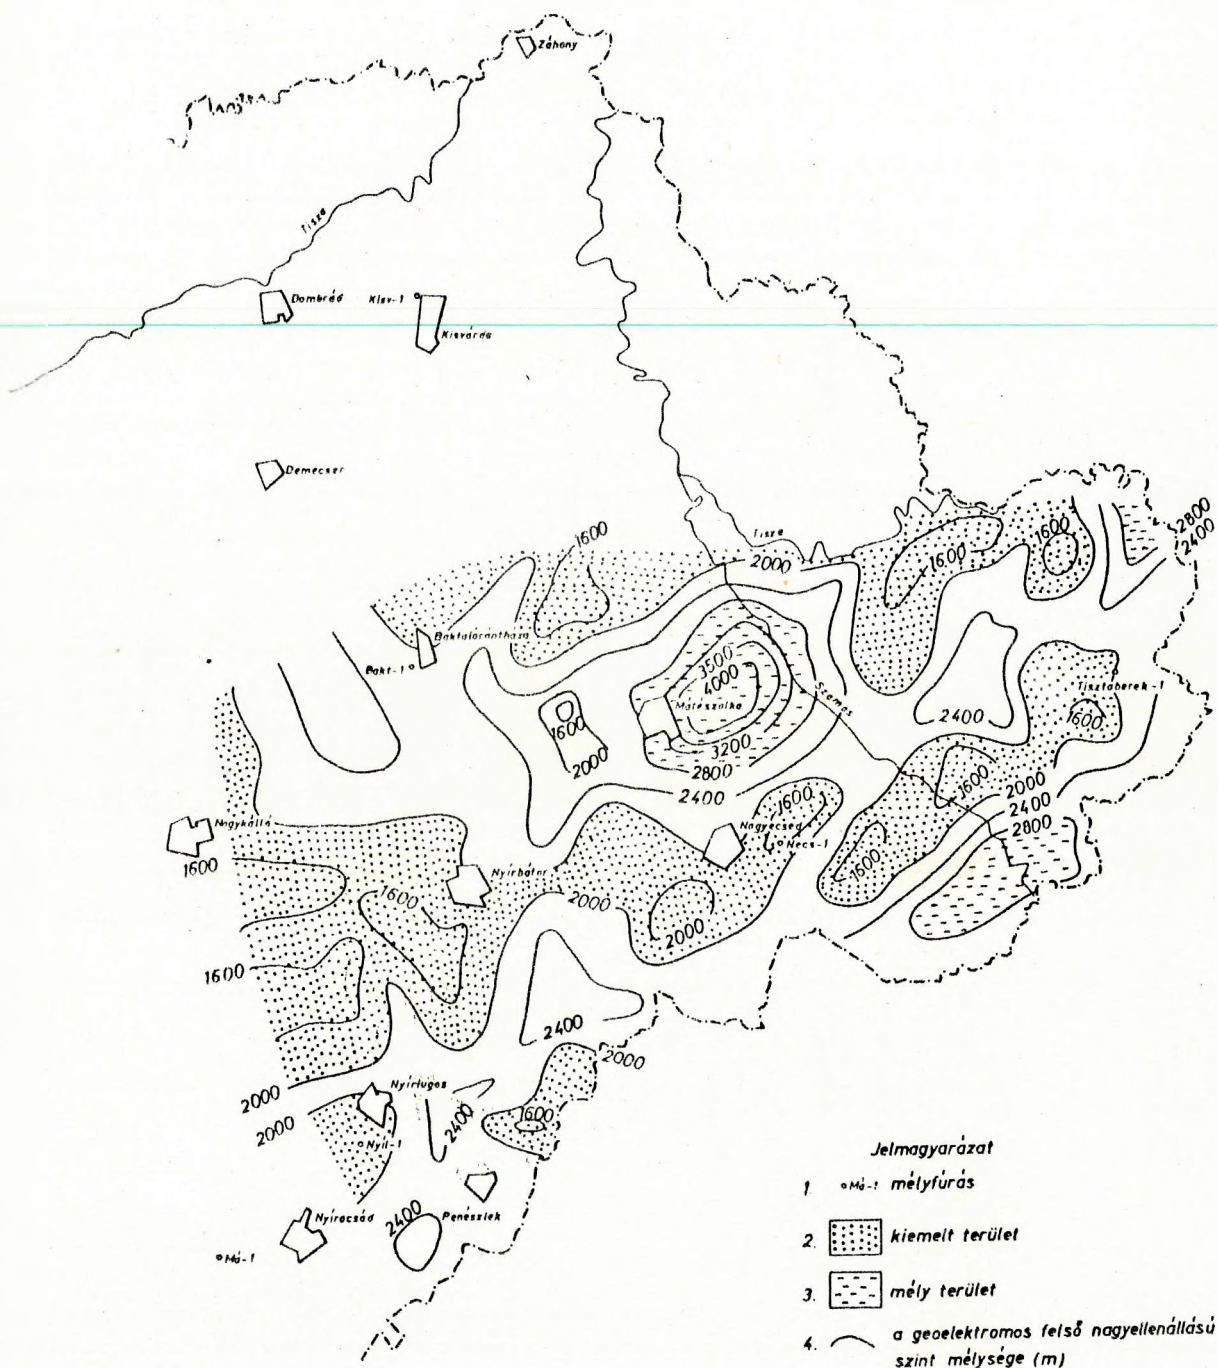 Záhony
Tisza
Dombrád
Kisv-1
Kisvárda
Demecser
1600
Tisza
2000
1600
1600
2800
2400
Baktalórántháza
Bakt-1
3500
4000
Mátészalka
Szamos
3200
2800
2400
1600
2000
2400
Tisztaberek-1
1600
1600
2000
2400
2800
1600
Nagyecsed
Necs-1
1600
Nagykálló
1600
Nyírbátor
1600
2000
2000
1600
2400
2000
2000
2000
Nyírlugos
2400
1600
Nyíl-1
2400
Nyíracsád
Penészlek
Má-1
Jelmagyarázat
1. Má-1 mélyfúrás
2. kiemelt terület
3. mély terület
4. a geoelektromos felső nagyellenállású
szint mélysége (m)